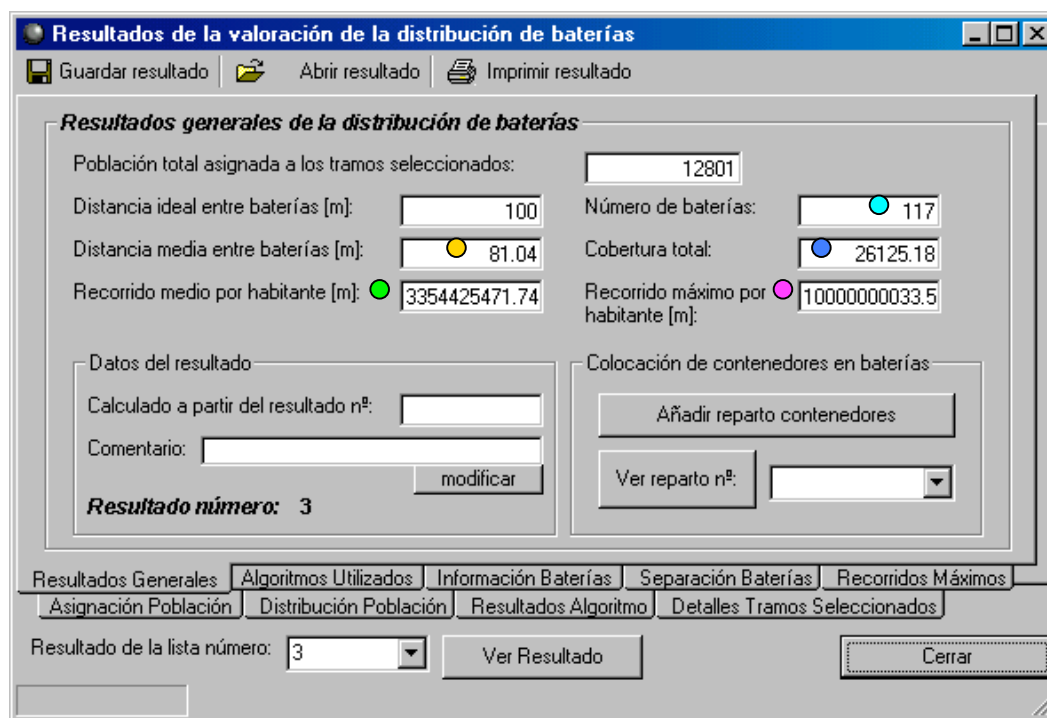 Resultados de la valoración de la distribución de baterías
Guardar resultado Abrir resultado Imprimir resultado
Resultados generales de la distribución de baterías
Población total asignada a los tramos seleccionados: 12801
Distancia ideal entre baterías [m]: 100 Número de baterías: 117
Distancia media entre baterías [m]: 81.04 Cobertura total: 26125.18
Recorrido medio por habitante [m]: 3354425471.74 Recorrido máximo por 10000000033.5
habitante [m]:
Datos del resultado Colocación de contenedores en baterías
Calculado a partir del resultado nº: Añadir reparto contenedores
Comentario:
modificar Ver reparto nº:
Resultado número: 3
Resultados Generales Algoritmos Utilizados Información Baterías Separación Baterías Recorridos Máximos
Asignación Población Distribución Población Resultados Algoritmo Detalles Tramos Seleccionados
Resultado de la lista número: 3 Ver Resultado Cerrar